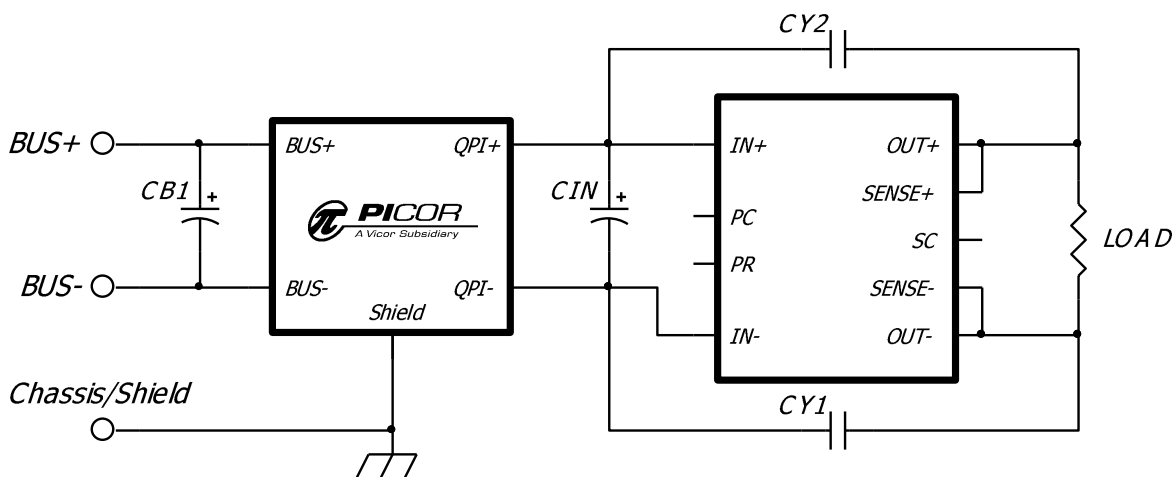 CY2
BUS+
BUS+
QPI+
IN+
OUT+
CB1
+
CIN
+
SENSE+
PICOR
A Vicor Subsidiary
PC
SC
LOAD
PR
BUS-
BUS-
QPI-
SENSE-
Shield
IN-
OUT-
Chassis/Shield
CY1